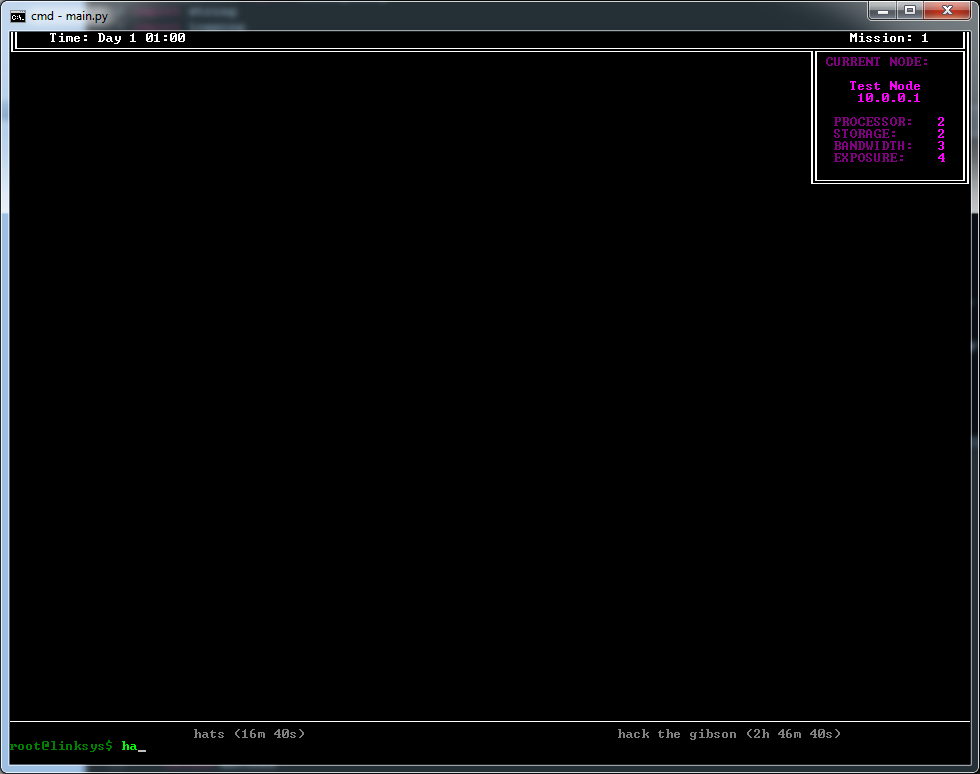 cmd - main.py
Time: Day 1 01:00 Mission: 1
CURRENT NODE:
Test Node
10.0.0.1
PROCESSOR: 2
STORAGE: 2
BANDWIDTH: 3
EXPOSURE: 4
hats (16m 40s) hack the gibson (2h 46m 40s)
root@linksys$ ha_